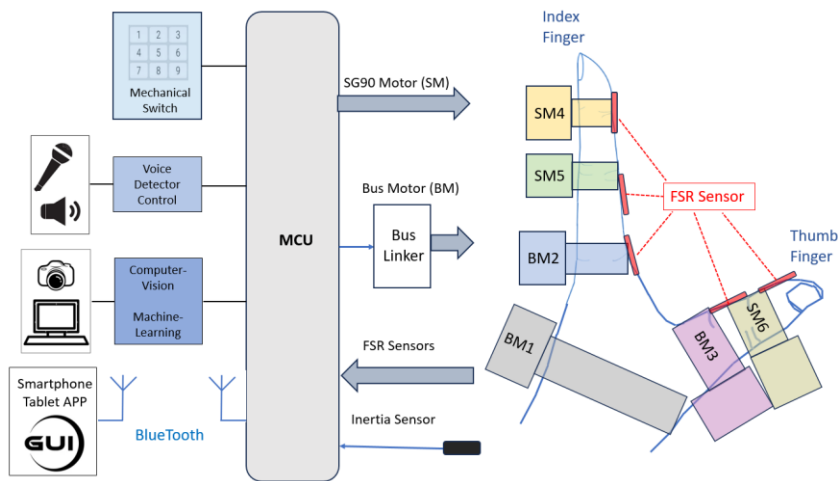 1 2 3
4 5 6
7 8 9
Mechanical
Switch
Voice
Detector
Control
Computer-
Vision
Machine-
Learning
Smartphone
Tablet APP
GUI
BlueTooth
MCU
SG90 Motor (SM)
Bus Motor (BM)
Bus
Linker
FSR Sensors
Inertia Sensor
Index
Finger
SM4
SM5
BM2
BM1
FSR Sensor
Thumb
Finger
BM3
SM6